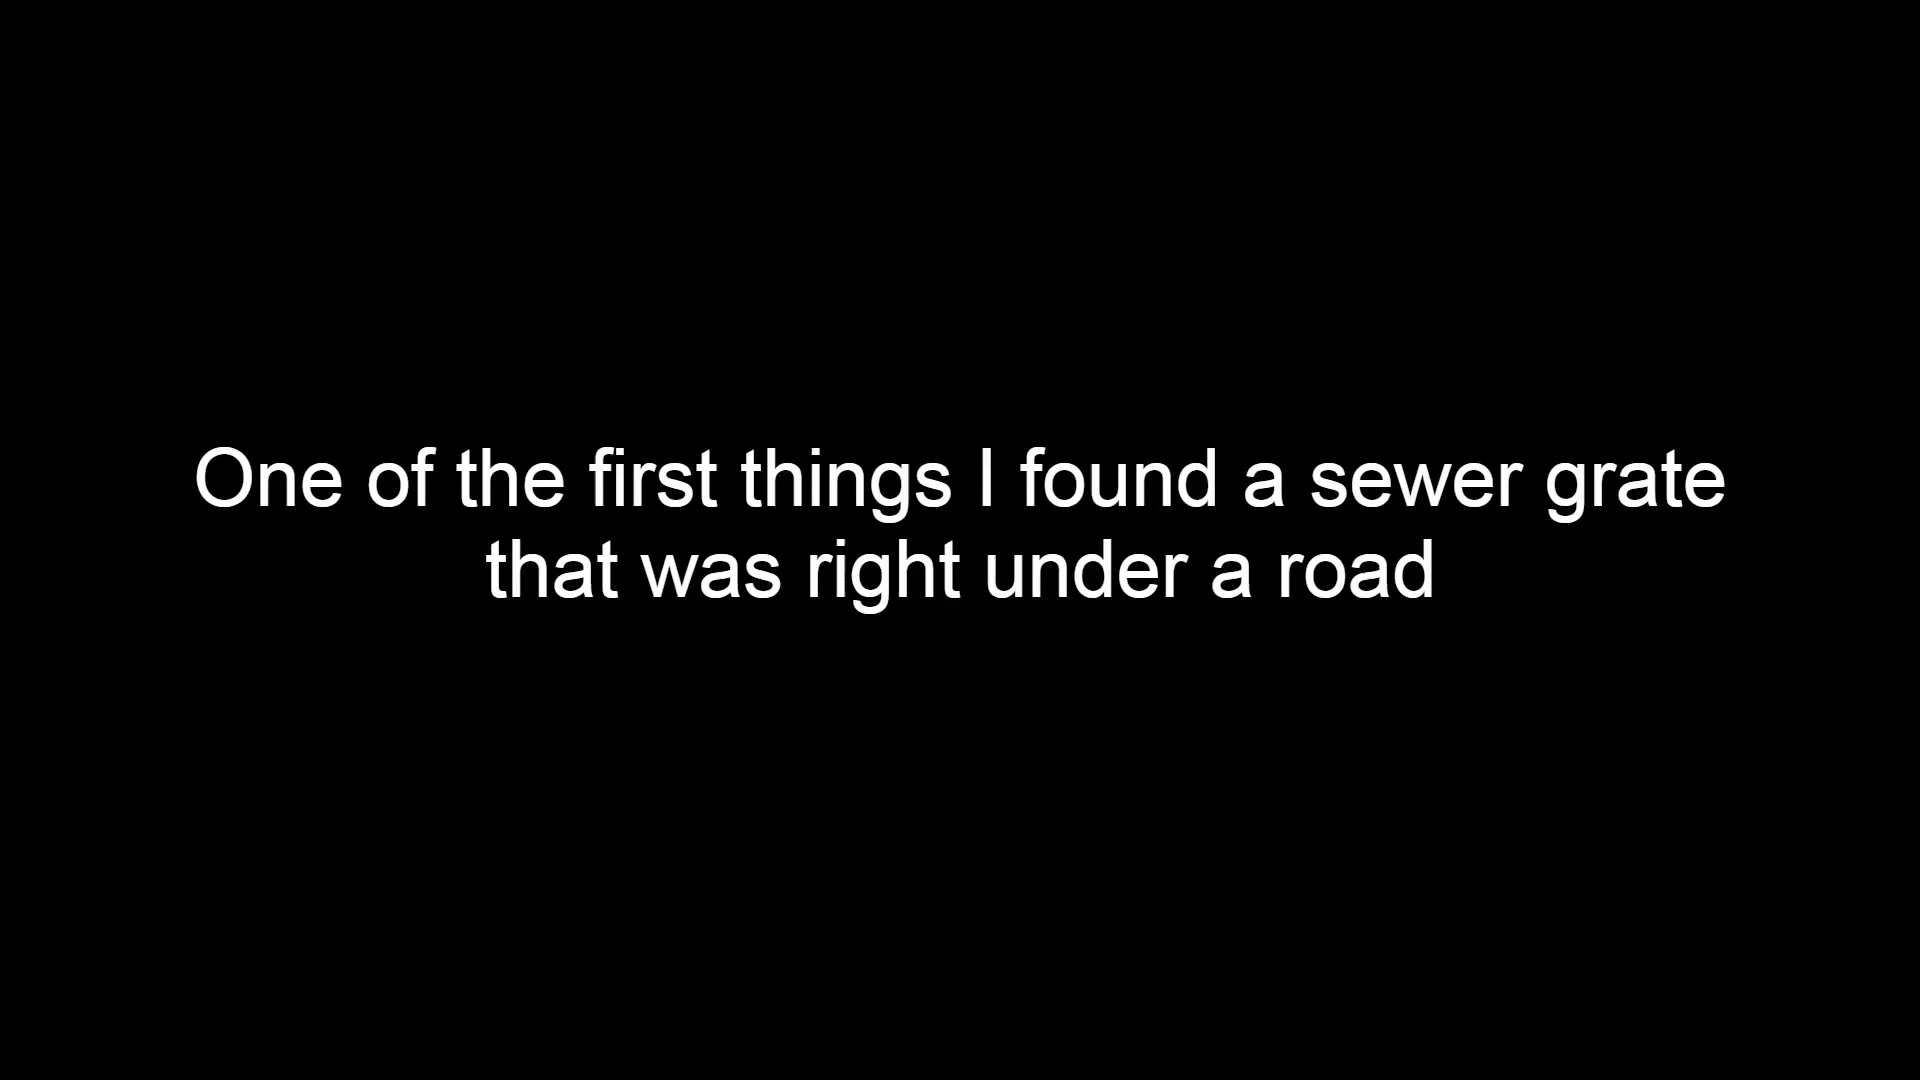 One of the first things I found a sewer grate
that was right under a road